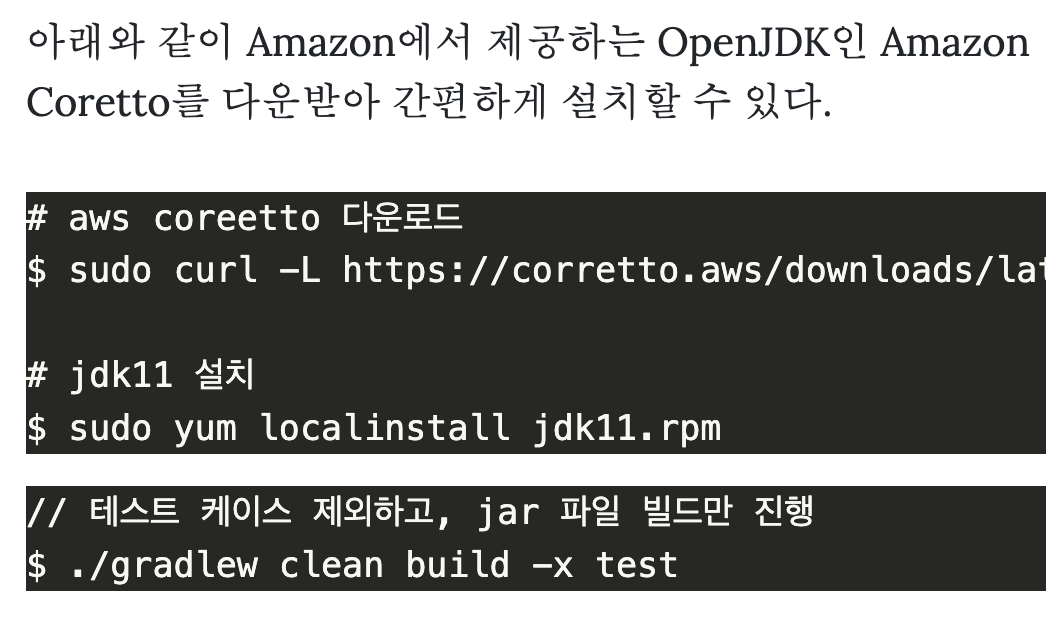 아래와 같이 Amazon에서 제공하는 OpenJDK인 Amazon
Coretto를 다운받아 간편하게 설치할 수 있다.
# aws coreetto 다운로드
$ sudo curl -L https://corretto.aws/downloads/lat
# jdk11 설치
$ sudo yum localinstall jdk11.rpm
// 테스트 케이스 제외하고, jar 파일 빌드만 진행
$ ./gradlew clean build -x test